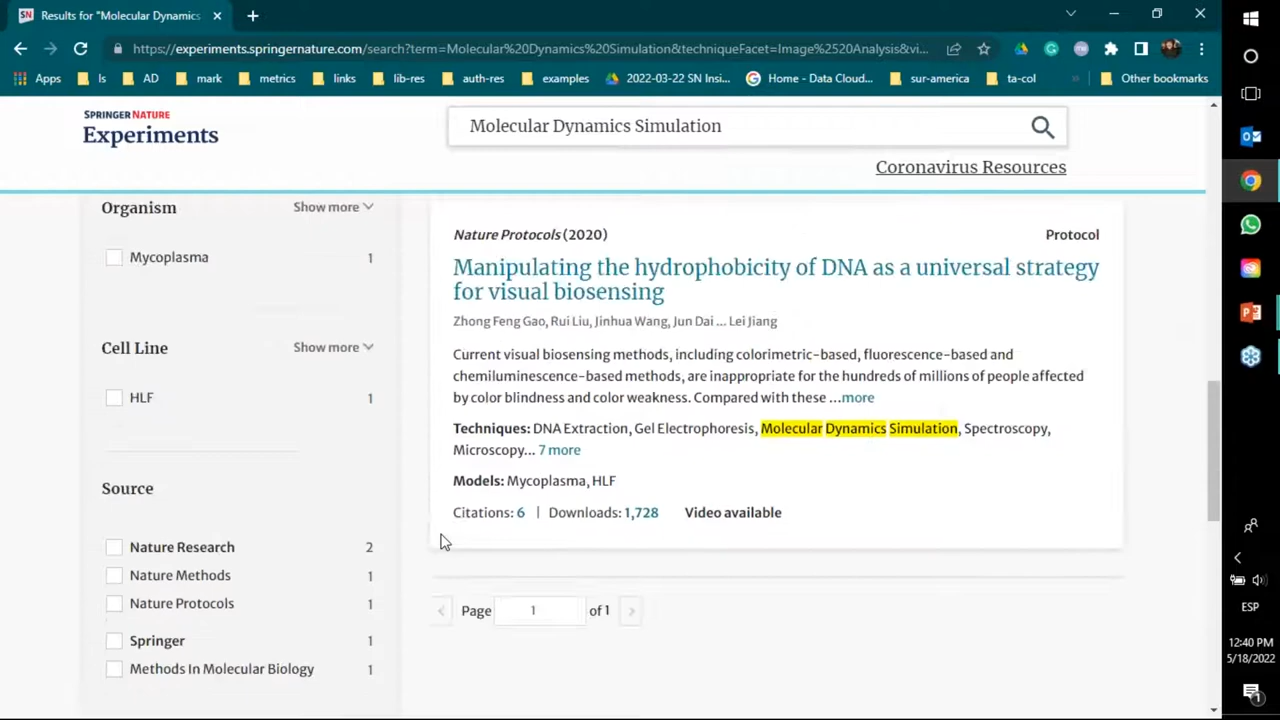 Results for "Molecular Dynamics
https://experiments.springernature.com/search?term=Molecular%20Dynamics%20Simulation&techniqueFacet=Image%2520Analysis&vi...
Apps ls AD mark metrics links lib-res auth-res examples 2022-03-22 SN Insi... Home - Data Cloud... sur-america ta-col » Other bookmarks
SPRINGER NATURE
Experiments
Molecular Dynamics Simulation
Coronavirus Resources
Organism Show more
Mycoplasma 1
Cell Line Show more
HLF 1
Source
Nature Research 2
Nature Methods 1
Nature Protocols 1
Springer 1
Methods In Molecular Biology 1
Nature Protocols (2020) Protocol
Manipulating the hydrophobicity of DNA as a universal strategy
for visual biosensing
Zhong Feng Gao, Rui Liu, Jinhua Wang, Jun Dai ... Lei Jiang
Current visual biosensing methods, including colorimetric-based, fluorescence-based and
chemiluminescence-based methods, are inappropriate for the hundreds of millions of people affected
by color blindness and color weakness. Compared with these ...more
Techniques: DNA Extraction, Gel Electrophoresis, Molecular Dynamics Simulation, Spectroscopy,
Microscopy... 7 more
Models: Mycoplasma, HLF
Citations: 6 | Downloads: 1,728 Video available
Page 1 of 1
ESP
12:40 PM
5/18/2022
1